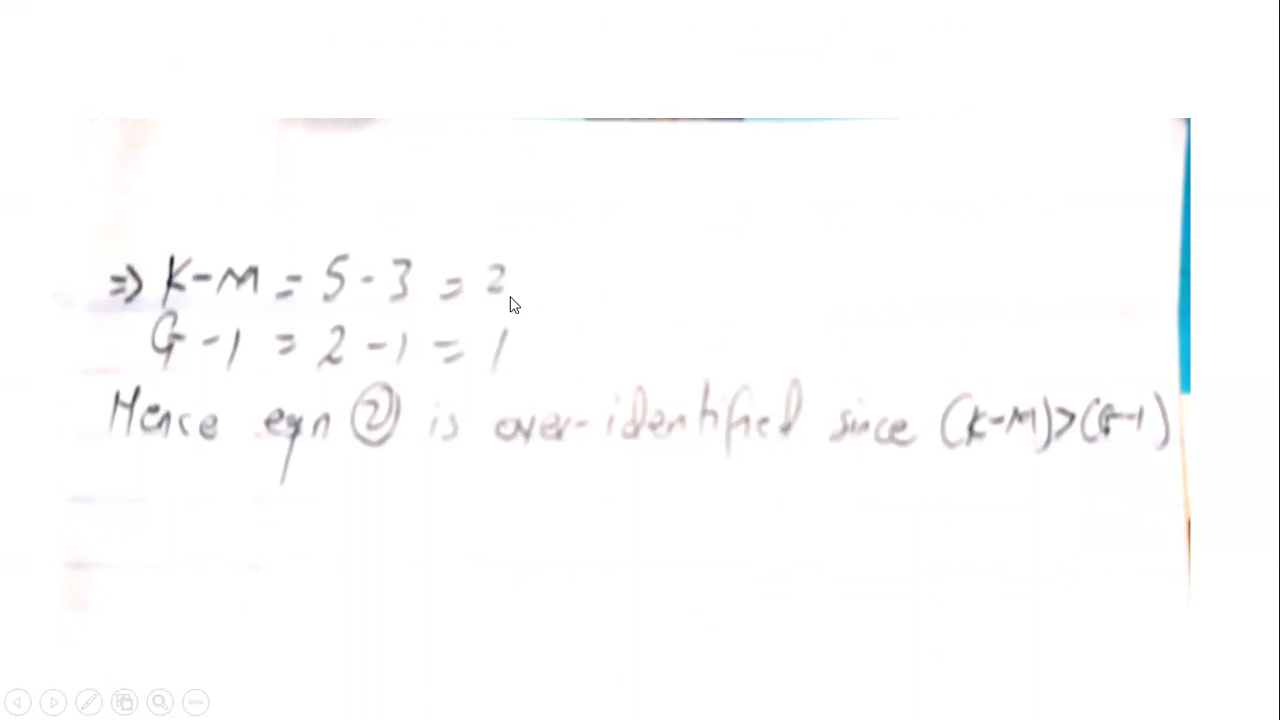 ⇒ K-M = 5-3 = 2
G-1 = 2-1 = 1
Hence eqn ② is over-identified since (K-M)>(G-1)